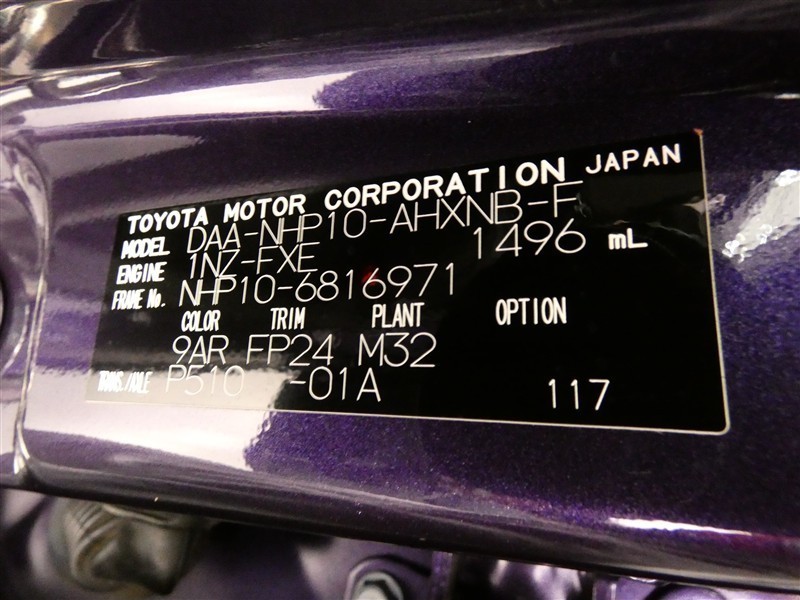 TOYOTA MOTOR CORPORATION JAPAN
MODEL DAA-NHP10-AHXNB-F
ENGINE 1NZ-FXE 1496 mL
FRAME No. NHP10-6816971
COLOR TRIM PLANT OPTION
9AR FP24 M32
TRANS./AXLE P510 -01A 117